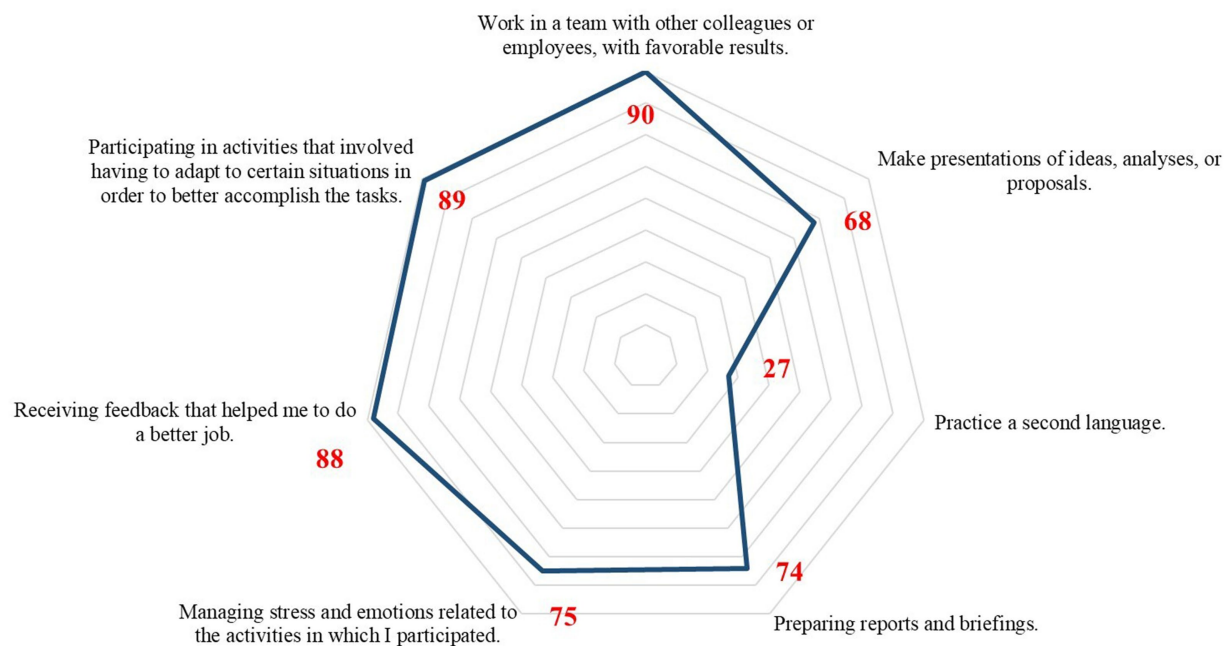 Work in a team with other colleagues or
employees, with favorable results.
90
Make presentations of ideas, analyses, or
proposals.
68
Practice a second language.
27
Preparing reports and briefings.
74
Managing stress and emotions related to
the activities in which I participated.
75
Receiving feedback that helped me to do
a better job.
88
Participating in activities that involved
having to adapt to certain situations in
order to better accomplish the tasks.
89